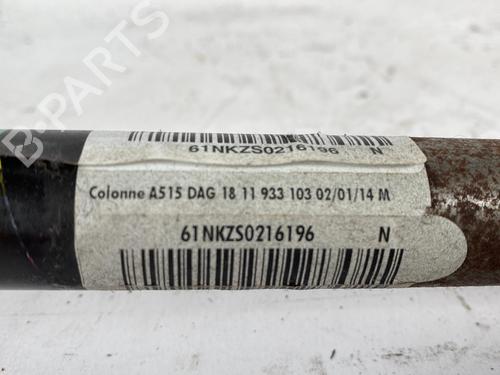 B-PARTS
61NKZS0216196 N
Colonne A515 DAG 18 11 933 103 02/01/14 M
61NKZS0216196 N